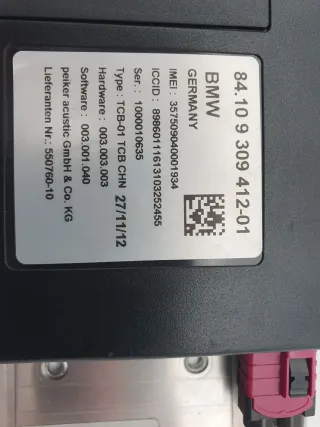 84.10 9 309 412-01
BMW
GERMANY
IMEI : 357509040001934
ICCID : 89860111613103252455
Ser. : 1000010635
Type : TCB-01 TCB CHN 27/11/12
Hardware : 003.003.003
Software : 003.001.040
peiker acustic GmbH & Co. KG
Lieferanten Nr.: 550760-10